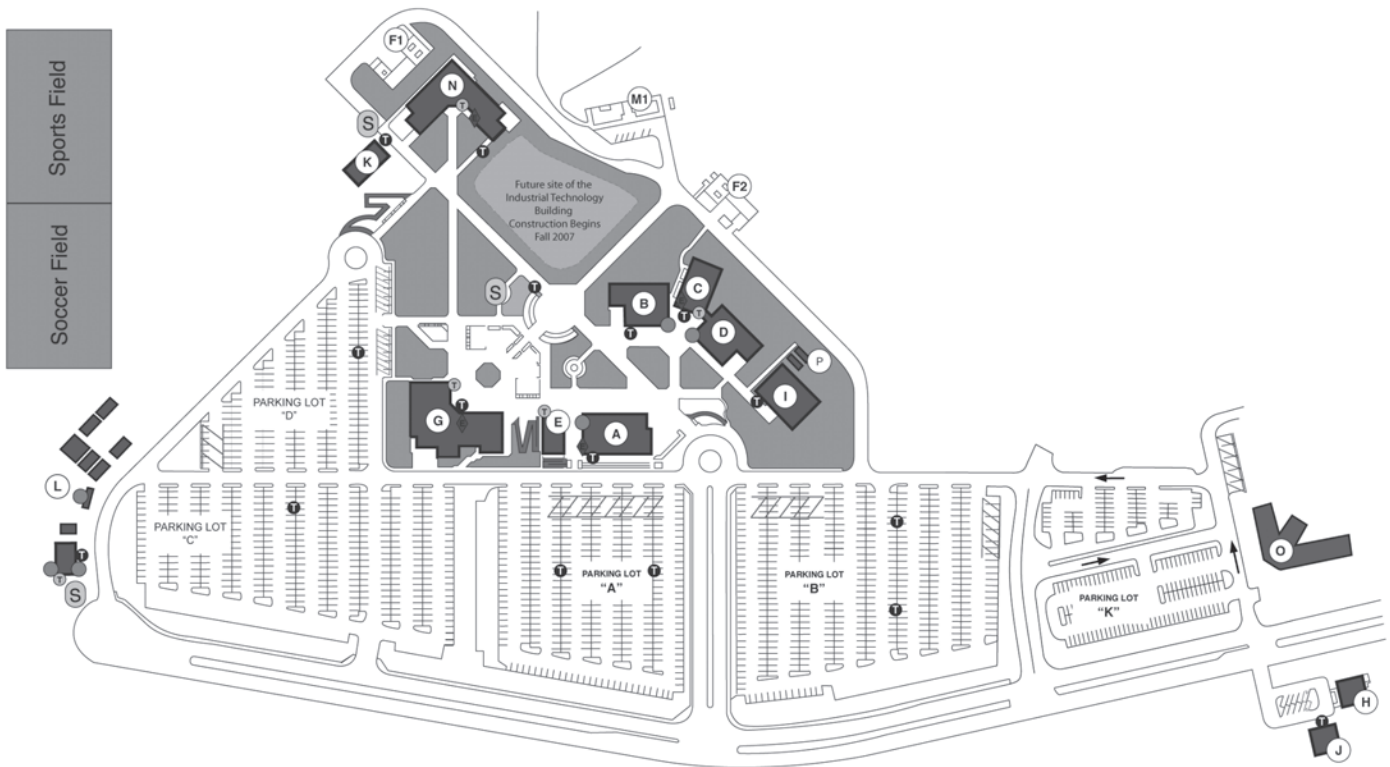 Sports Field
Soccer Field
F1
N
T
S
T
K
T
M1
F2
Future site of the
Industrial Technology
Building
Construction Begins
Fall 2007
S
T
B
C
T
T
D
T
P
I
T
T
PARKING LOT
"D"
G
T
T
T
E
A
T
L
T
PARKING LOT
"C"
T
T
S
T
PARKING LOT
"A"
T
T
PARKING LOT
"B"
T
PARKING LOT
"K"
O
H
T
J